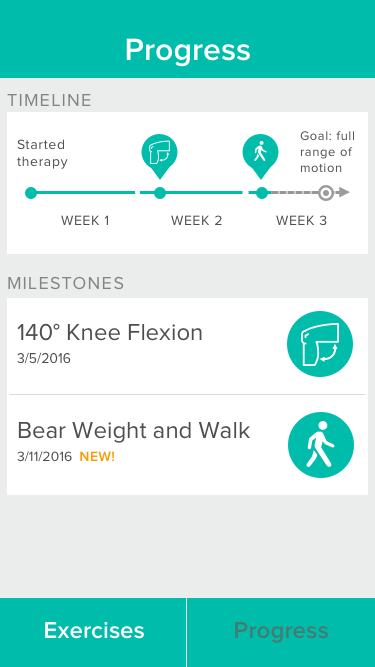 Progress
TIMELINE
Started
therapy
Goal: full
range of
motion
WEEK 1
WEEK 2
WEEK 3
MILESTONES
140° Knee Flexion
3/5/2016
Bear Weight and Walk
3/11/2016 NEW!
Exercises
Progress